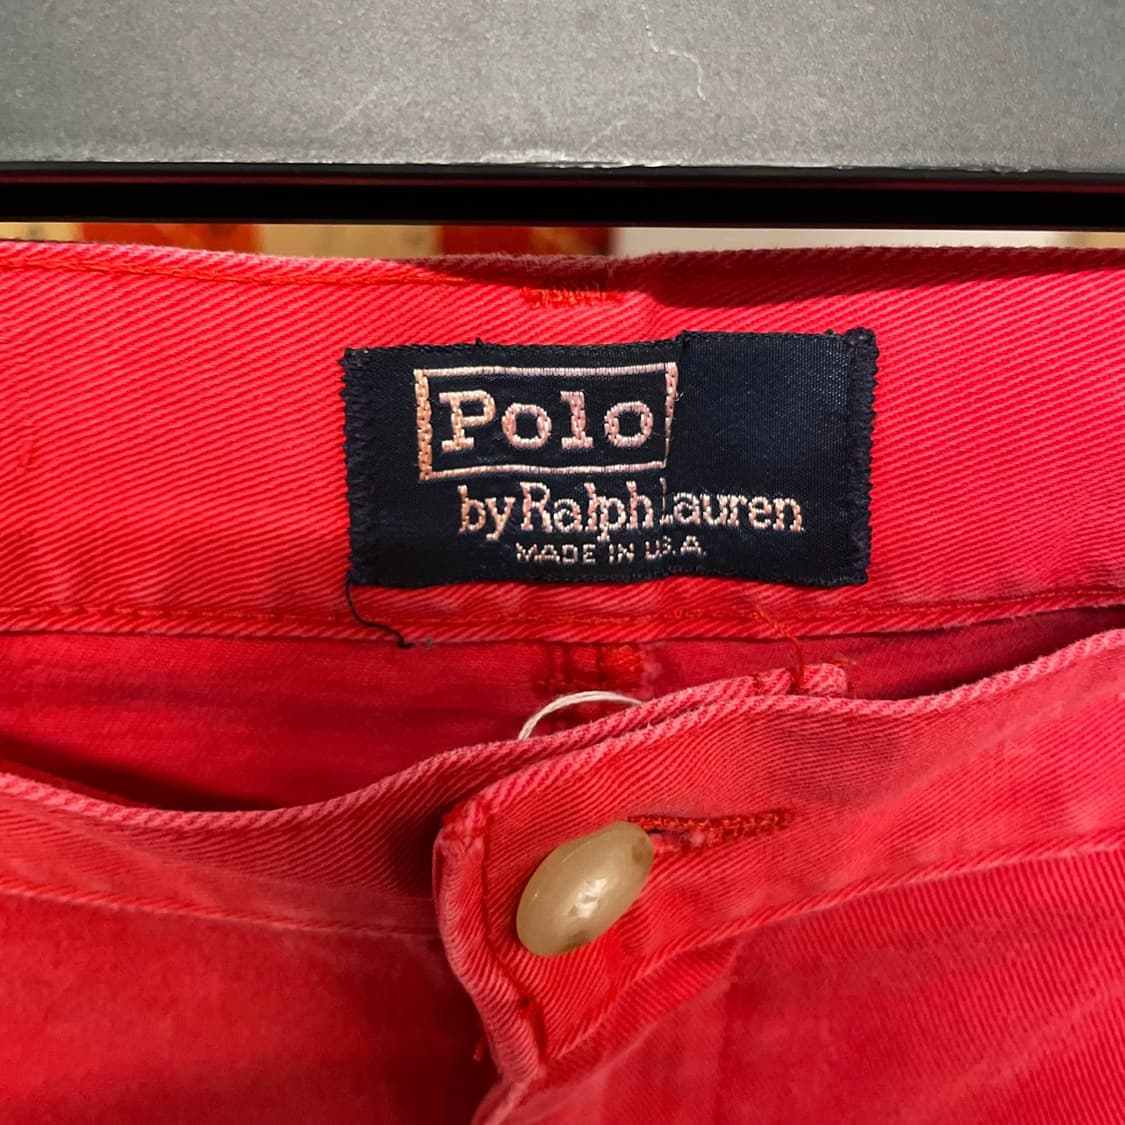 Polo
by Ralph Lauren
MADE IN U.S.A.